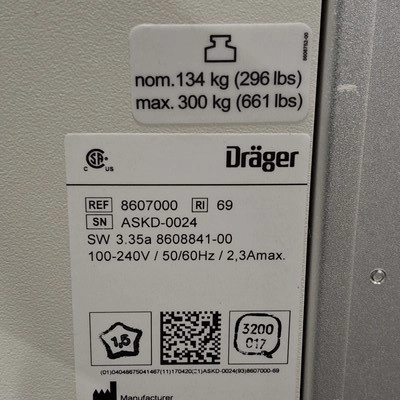 nom.134 kg (296 lbs)
max. 300 kg (661 lbs)
CSA
C US
Dräger
REF 8607000 RI 69
SN ASKD-0024
SW 3.35a 8608841-00
100-240V / 50/60Hz / 2,3Amax.
1,5
3200
017
(01)04048675041467(11)170420(21)ASKD-0024(93)8607000-69
Manufacturer